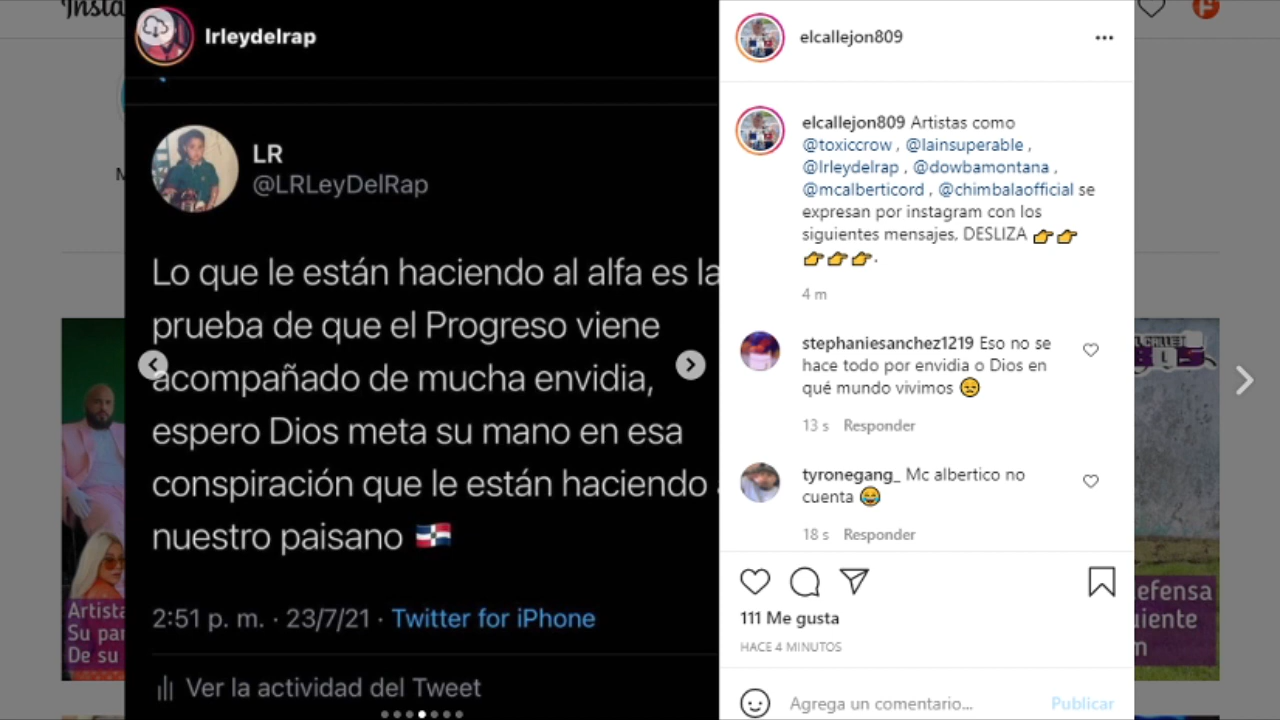 lrleydelrap
LR
@LRLeyDelRap
Lo que le están haciendo al alfa es la
prueba de que el Progreso viene
acompañado de mucha envidia,
espero Dios meta su mano en esa
conspiración que le están haciendo
nuestro paisano 🇩🇴
2:51 p. m. · 23/7/21 · Twitter for iPhone
Ver la actividad del Tweet
elcallejon809
elcallejon809 Artistas como
@toxiccrow , @lainsuperable ,
@lrleydelrap , @dowbamontana ,
@mcalberticord , @chimbalaofficial se
expresan por instagram con los
siguientes mensajes, DESLIZA 👉👉
👉👉👉.
4 m
stephaniesanchez1219 Eso no se
hace todo por envidia o Dios en
qué mundo vivimos 😞
13 s Responder
tyronegang_ Mc albertico no
cuenta 😂
18 s Responder
111 Me gusta
HACE 4 MINUTOS
Agrega un comentario...
Publicar
Artista
Su par
De su
efensa
uiente